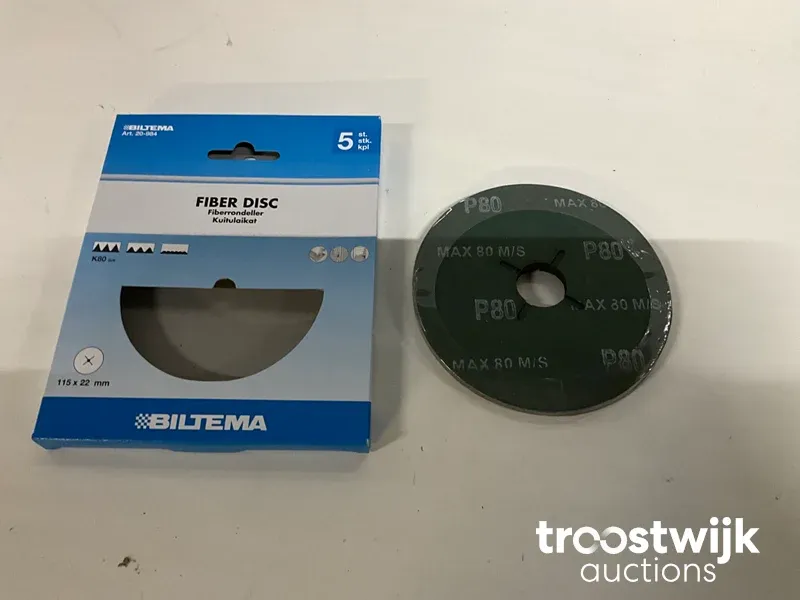 BILTEMA
Art. 20-984
5 st.
stk.
kpl
FIBER DISC
Fiberrondeller
Kuitulaikat
K80
115 x 22 mm
BILTEMA
P80
MAX 80
MAX 80 M/S
P80
P80
MAX 80 M/S
MAX 80 M/S
P80
troostwijk
auctions